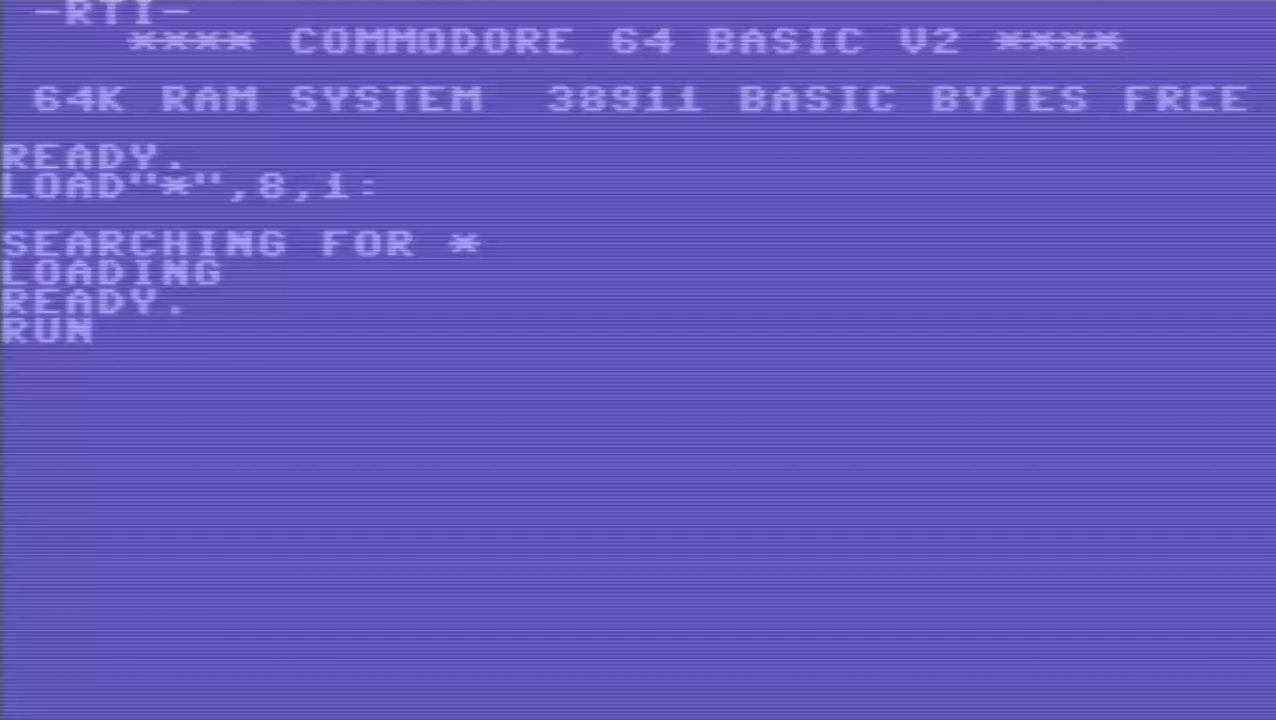 -RTI-
**** COMMODORE 64 BASIC V2 ****
64K RAM SYSTEM  38911 BASIC BYTES FREE
READY.
LOAD"*",8,1:
SEARCHING FOR *
LOADING
READY.
RUN